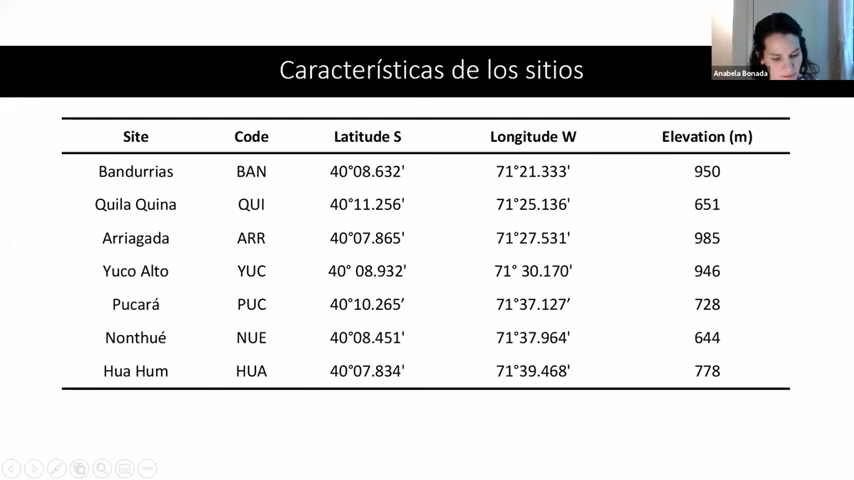 Características de los sitios
Anabela Bonada
Site Code Latitude S Longitude W Elevation (m)
Bandurrias BAN 40°08.632' 71°21.333' 950
Quila Quina QUI 40°11.256' 71°25.136' 651
Arriagada ARR 40°07.865' 71°27.531' 985
Yuco Alto YUC 40° 08.932' 71° 30.170' 946
Pucará PUC 40°10.265’ 71°37.127’ 728
Nonthué NUE 40°08.451' 71°37.964' 644
Hua Hum HUA 40°07.834' 71°39.468' 778